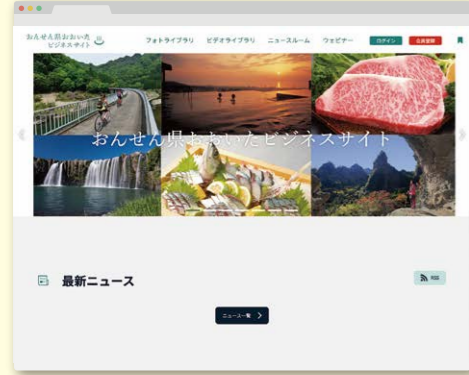 おんせん県おおいた
ビジネスサイト
フォトライブラリ ビデオライブラリ ニュースルーム ウェビナー ログイン 会員登録
おんせん県おおいたビジネスサイト
最新ニュース
RSS
ニュース一覧